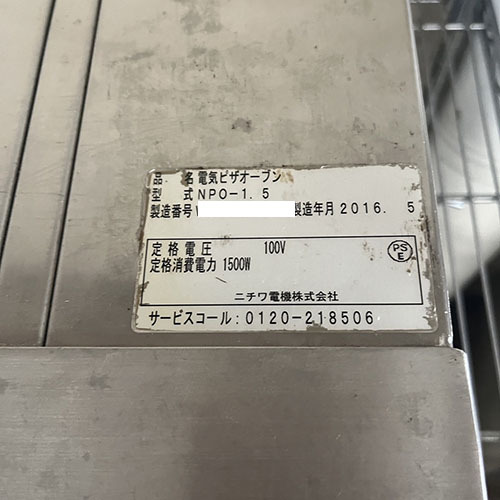 品 名 電気ピザオーブン
型 式 NPO-1.5
製造番号 製造年月 2016. 5
定格電圧 100V
定格消費電力 1500W
PS E
ニチワ電機株式会社
サービスコール:0120-218506